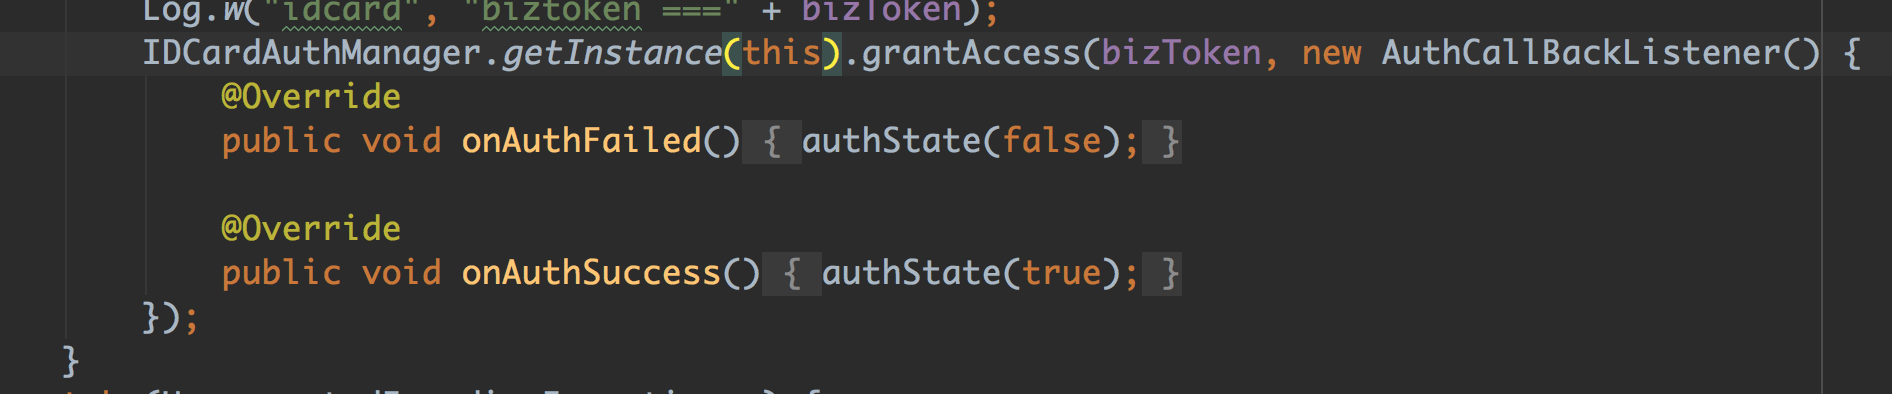 Log.w("idcard", "biztoken ===" + bizToken);
IDCardAuthManager.getInstance(this).grantAccess(bizToken, new AuthCallBackListener() {
@Override
public void onAuthFailed() { authState(false); }
@Override
public void onAuthSuccess() { authState(true); }
});
}